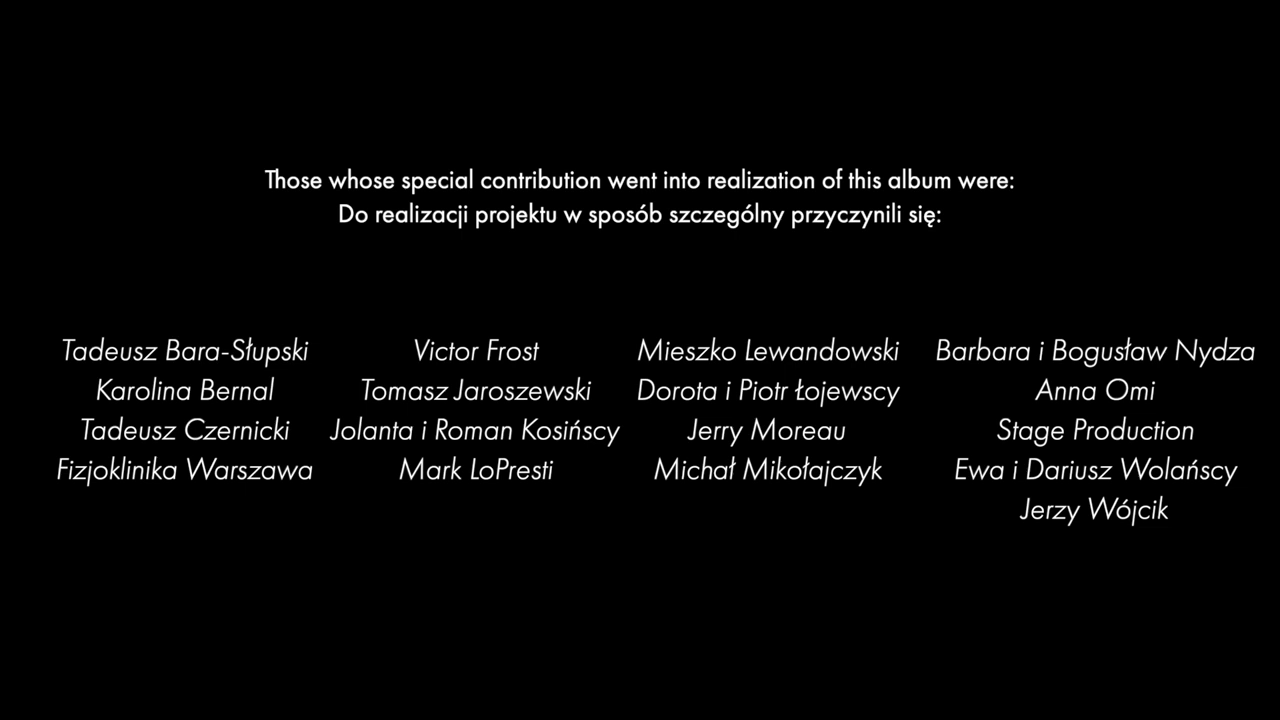 Those whose special contribution went into realization of this album were:
Do realizacji projektu w sposób szczególny przyczynili się:
Tadeusz Bara-Słupski
Karolina Bernal
Tadeusz Czernicki
Fizjoklinika Warszawa
Victor Frost
Tomasz Jaroszewski
Jolanta i Roman Kosińscy
Mark LoPresti
Mieszko Lewandowski
Dorota i Piotr Łojewscy
Jerry Moreau
Michał Mikołajczyk
Barbara i Bogusław Nydza
Anna Omi
Stage Production
Ewa i Dariusz Wolańscy
Jerzy Wójcik